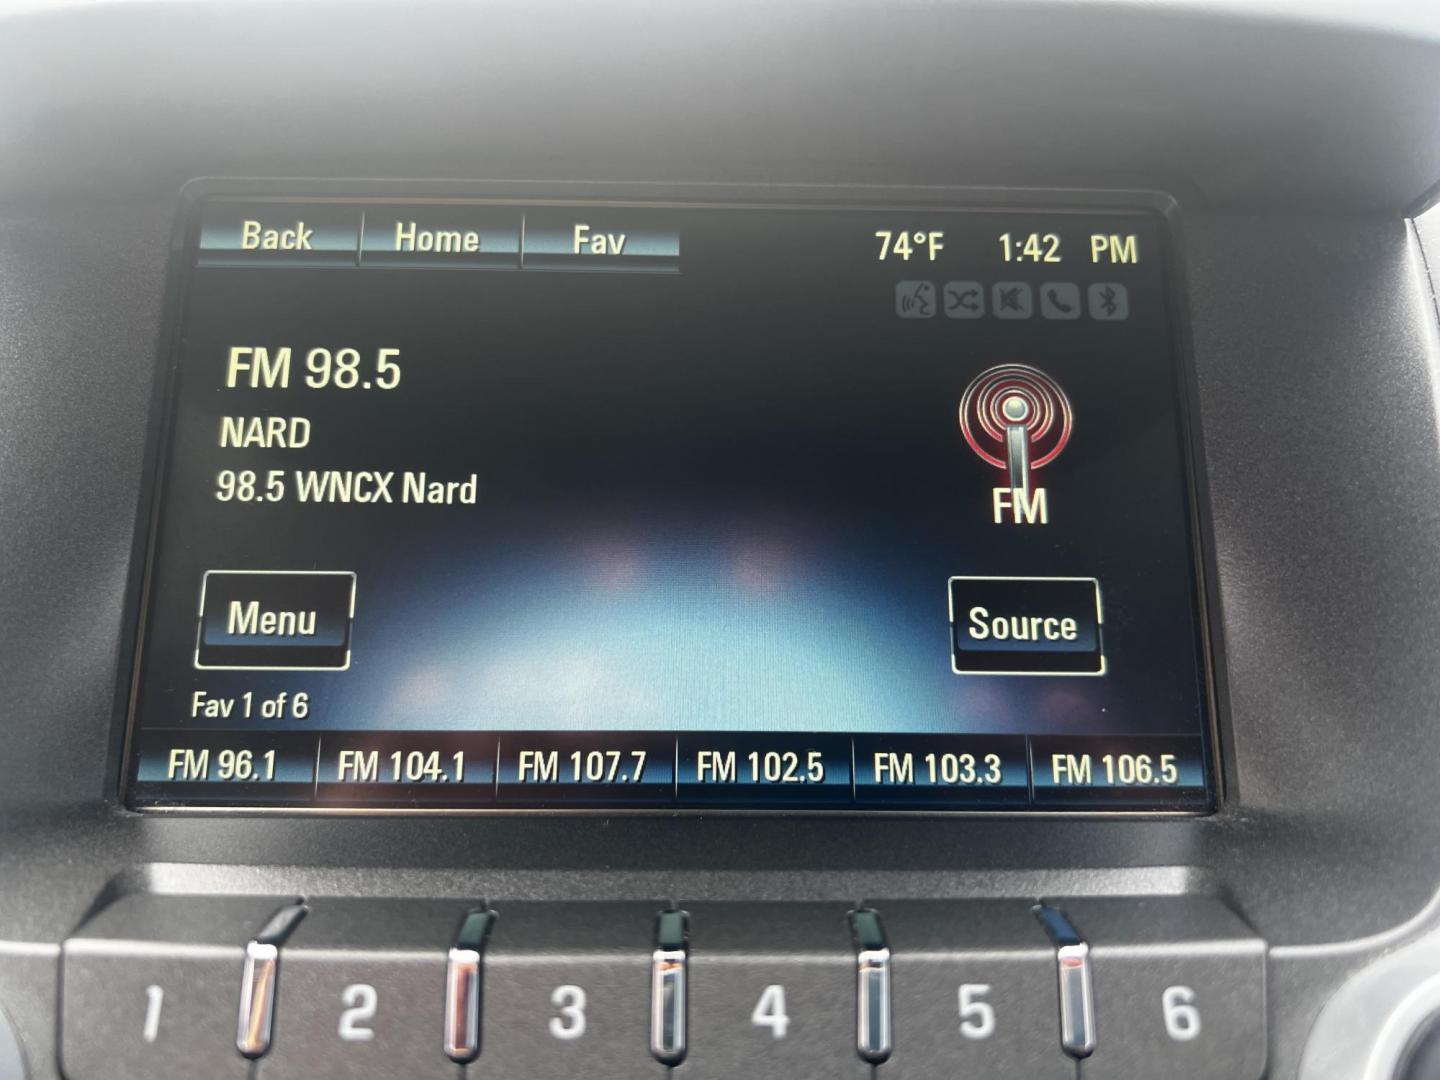 Back Home Fav 74°F 1:42 PM
FM 98.5
NARD
98.5 WNCX Nard
FM
Menu Source
Fav 1 of 6
FM 96.1 FM 104.1 FM 107.7 FM 102.5 FM 103.3 FM 106.5
1 2 3 4 5 6